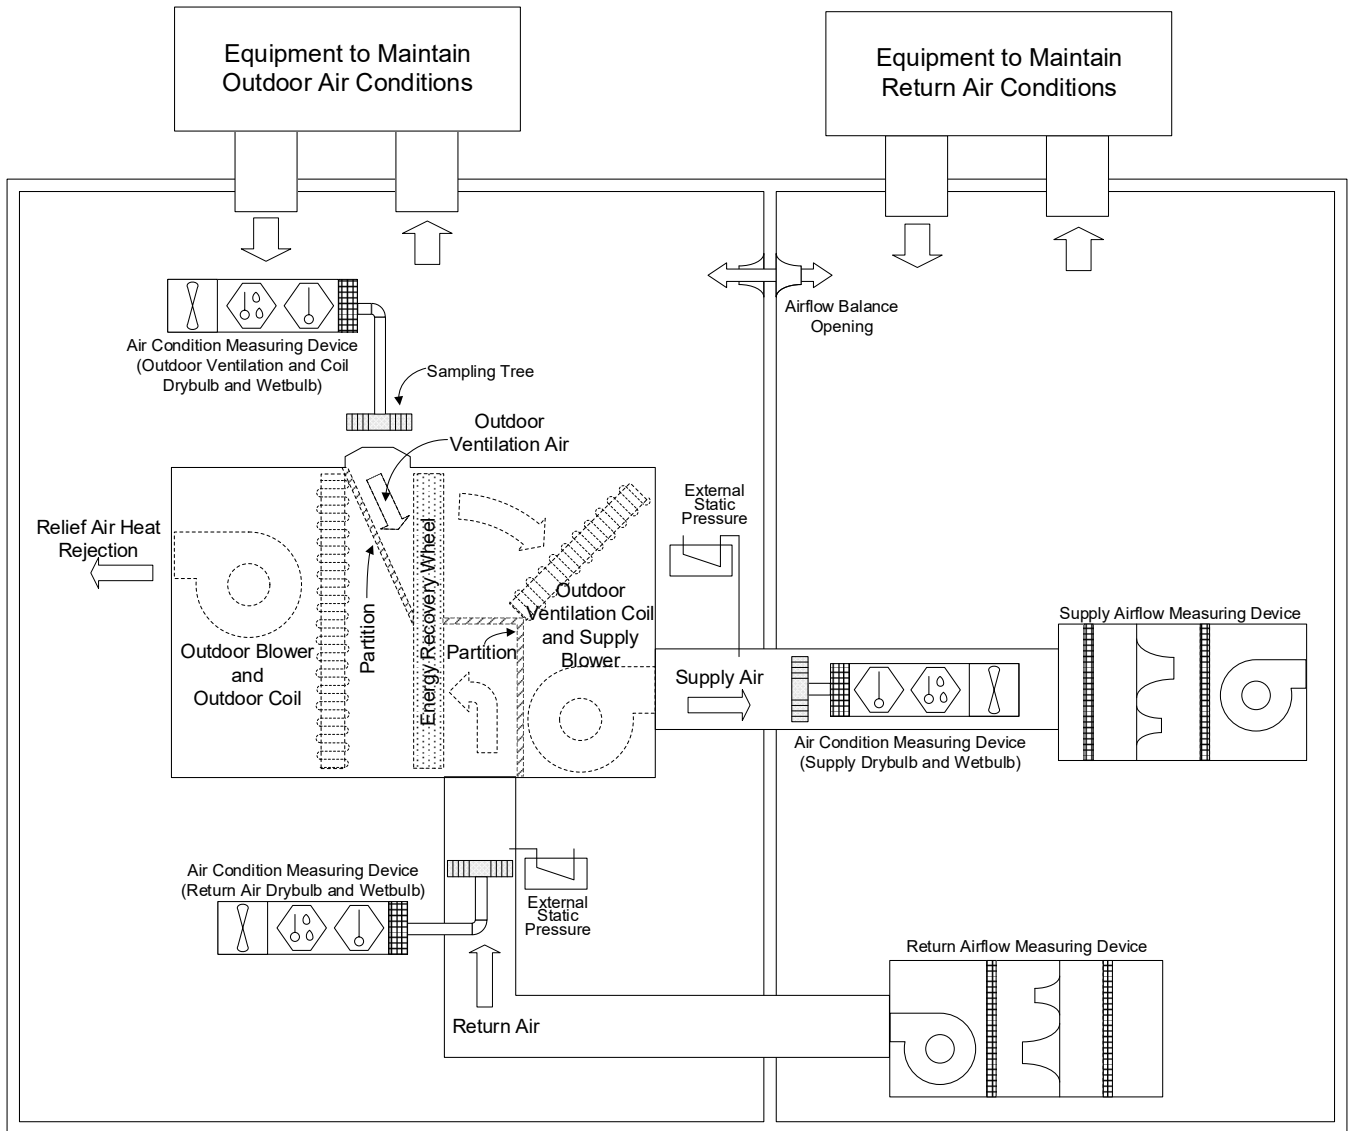 Equipment to Maintain
Outdoor Air Conditions
Equipment to Maintain
Return Air Conditions
Airflow Balance
Opening
Air Condition Measuring Device
(Outdoor Ventilation and Coil
Drybulb and Wetbulb)
Sampling Tree
Outdoor
Ventilation Air
External
Static
Pressure
Relief Air Heat
Rejection
Partition
Energy Recovery Wheel
Outdoor
Ventilation Coil
and Supply
Blower
Partition
Outdoor Blower
and
Outdoor Coil
Supply Air
Supply Airflow Measuring Device
Air Condition Measuring Device
(Supply Drybulb and Wetbulb)
Air Condition Measuring Device
(Return Air Drybulb and Wetbulb)
External
Static
Pressure
Return Air
Return Airflow Measuring Device